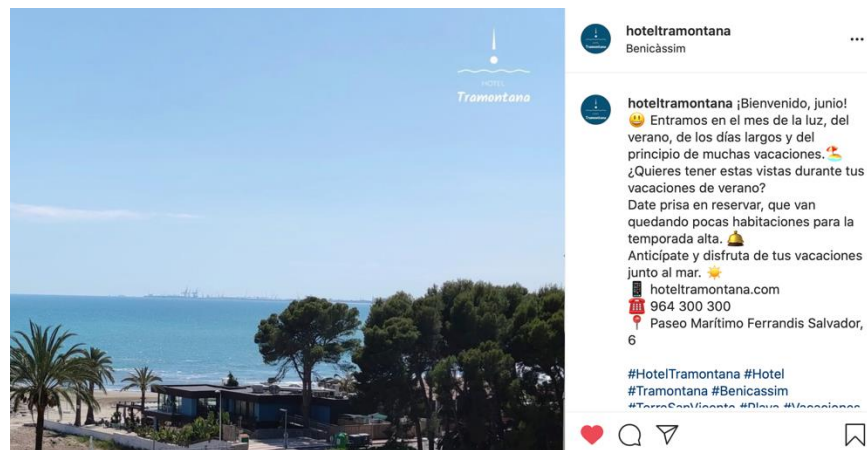 HOTEL
Tramontana
hoteltramontana
Benicàssim
hoteltramontana ¡Bienvenido, junio!
😃 Entramos en el mes de la luz, del
verano, de los días largos y del
principio de muchas vacaciones.🏖️
¿Quieres tener estas vistas durante tus
vacaciones de verano?
Date prisa en reservar, que van
quedando pocas habitaciones para la
temporada alta. 🛎️
Anticípate y disfruta de tus vacaciones
junto al mar. ☀️
📱 hoteltramontana.com
☎️ 964 300 300
📍 Paseo Marítimo Ferrandis Salvador,
6
#HotelTramontana #Hotel
#Tramontana #Benicassim
#TorreSanVicente #Playa #Vacaciones